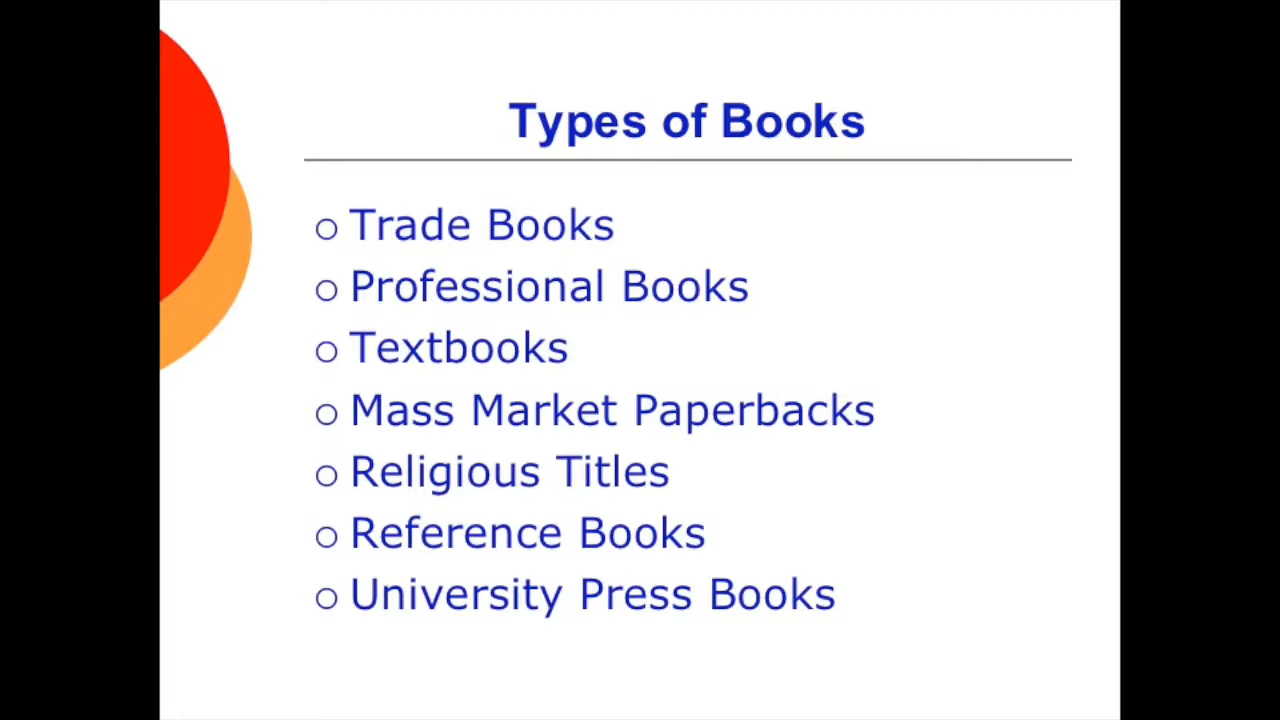 Types of Books
Trade Books
Professional Books
Textbooks
Mass Market Paperbacks
Religious Titles
Reference Books
University Press Books